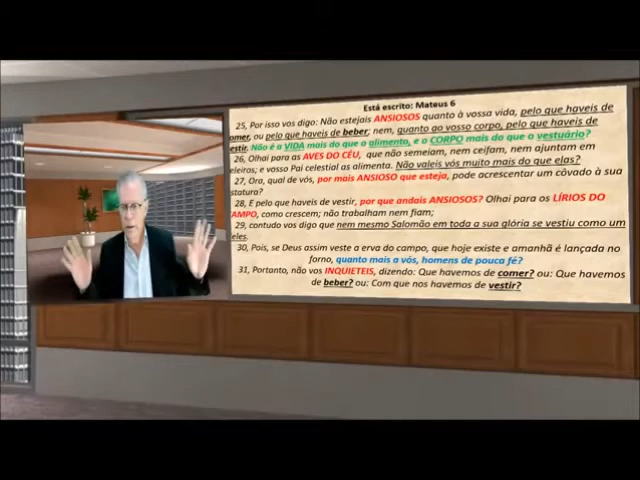 Está escrito: Mateus 6
25, Por isso vos digo: Não estejais ANSIOSOS quanto à vossa vida, pelo que haveis de
omer, ou pelo que haveis de beber; nem, quanto ao vosso corpo, pelo que haveis de
estir. Não é a VIDA mais do que o alimento, e o CORPO mais do que o vestuário?
26, Olhai para as AVES DO CÉU, que não semeiam, nem ceifam, nem ajuntam em
eleiros; e vosso Pai celestial as alimenta. Não valeis vós muito mais do que elas?
27, Ora, qual de vós, por mais ANSIOSO que esteja, pode acrescentar um côvado à sua
statura?
28, E pelo que haveis de vestir, por que andais ANSIOSOS? Olhai para os LÍRIOS DO
AMPO, como crescem; não trabalham nem fiam;
29, contudo vos digo que nem mesmo Salomão em toda a sua glória se vestiu como um
eles.
30, Pois, se Deus assim veste a erva do campo, que hoje existe e amanhã é lançada no
forno, quanto mais a vós, homens de pouca fé?
31, Portanto, não vos INQUIETEIS, dizendo: Que havemos de comer? ou: Que havemos
de beber? ou: Com que nos havemos de vestir?